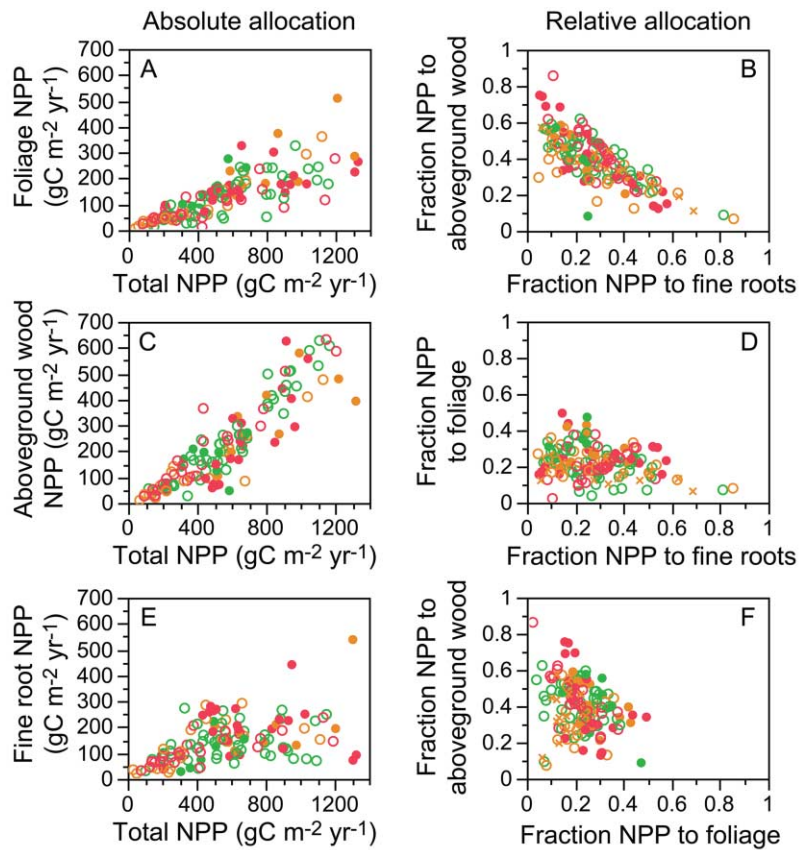 Absolute allocation
Relative allocation
A
Foliage NPP
(gC m-2 yr-1)
700
600
500
400
300
200
100
0
0 400 800 1200
Total NPP (gC m-2 yr-1)
B
Fraction NPP to
aboveground wood
1
0.8
0.6
0.4
0.2
0
0 0.2 0.4 0.6 0.8 1
Fraction NPP to fine roots
C
Aboveground wood
NPP (gC m-2 yr-1)
700
600
500
400
300
200
100
0
0 400 800 1200
Total NPP (gC m-2 yr-1)
D
Fraction NPP
to foliage
1
0.8
0.6
0.4
0.2
0
0 0.2 0.4 0.6 0.8 1
Fraction NPP to fine roots
E
Fine root NPP
(gC m-2 yr-1)
700
600
500
400
300
200
100
0
0 400 800 1200
Total NPP (gC m-2 yr-1)
F
Fraction NPP to
aboveground wood
1
0.8
0.6
0.4
0.2
0
0 0.2 0.4 0.6 0.8 1
Fraction NPP to foliage